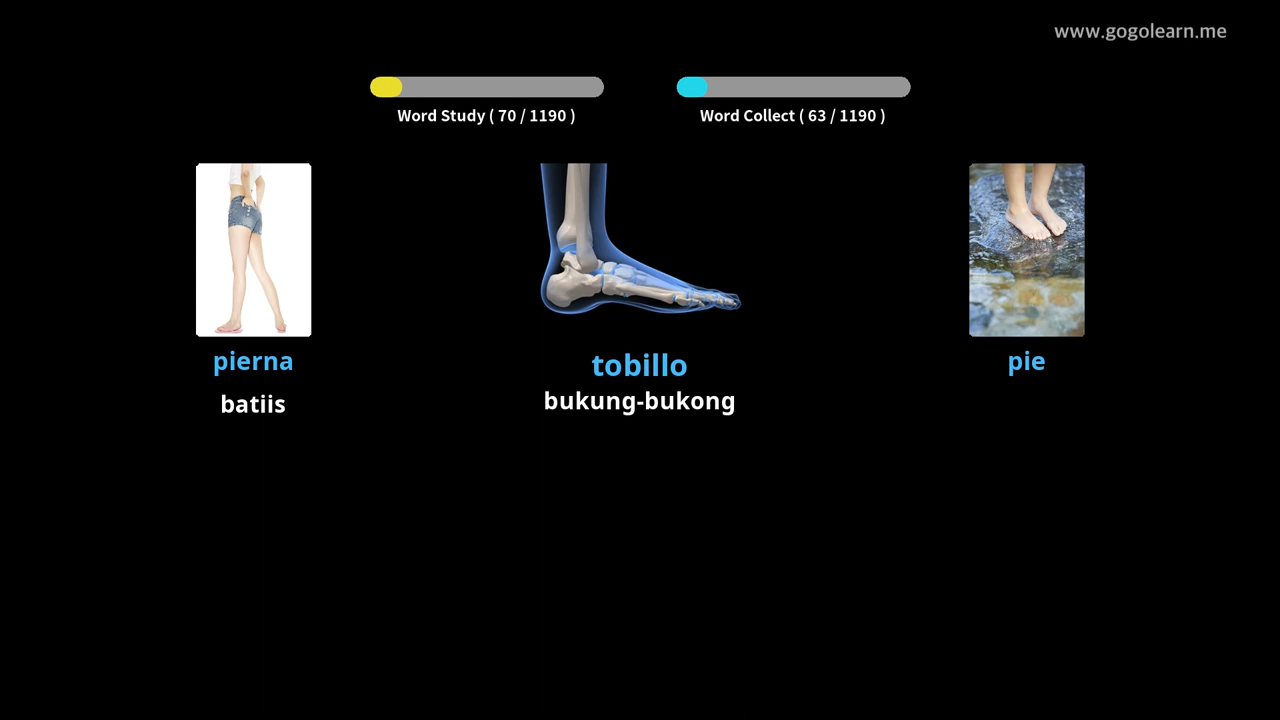 www.gogolearn.me
Word Study ( 70 / 1190 )
Word Collect ( 63 / 1190 )
pierna
batiis
tobillo
bukung-bukong
pie